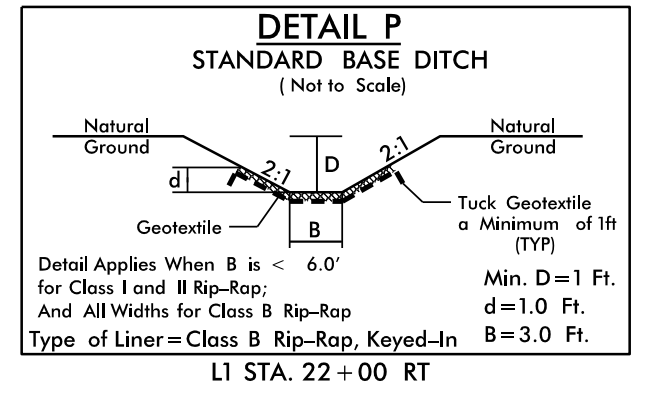 DETAIL P
STANDARD BASE DITCH
( Not to Scale)
Natural
Ground
Natural
Ground
2:1
2:1
D
d
B
Geotextile
Tuck Geotextile
a Minimum of 1ft
(TYP)
Detail Applies When B is < 6.0'
for Class I and II Rip-Rap;
And All Widths for Class B Rip-Rap
Type of Liner = Class B Rip-Rap, Keyed-In
Min. D = 1 Ft.
d = 1.0 Ft.
B = 3.0 Ft.
L1 STA. 22 + 00 RT